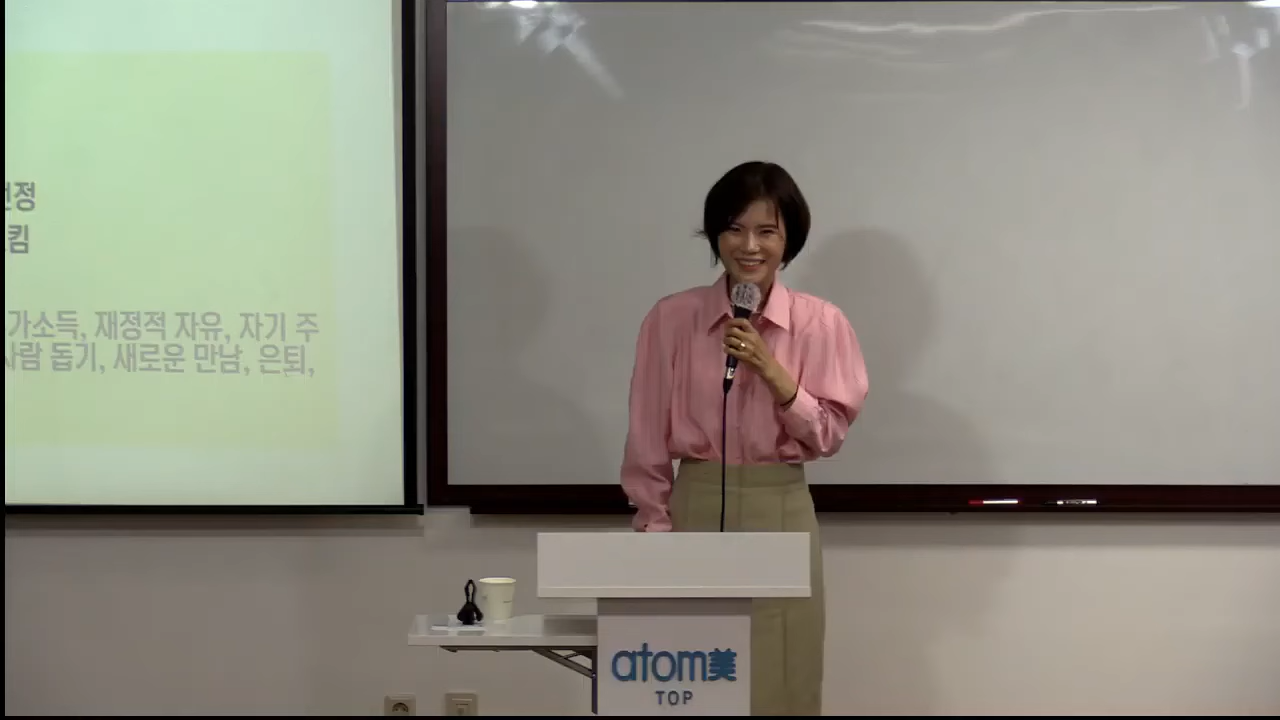 정
킴
가소득, 재정적 자유, 자기 주
사람 돕기, 새로운 만남, 은퇴,
atom美
TOP